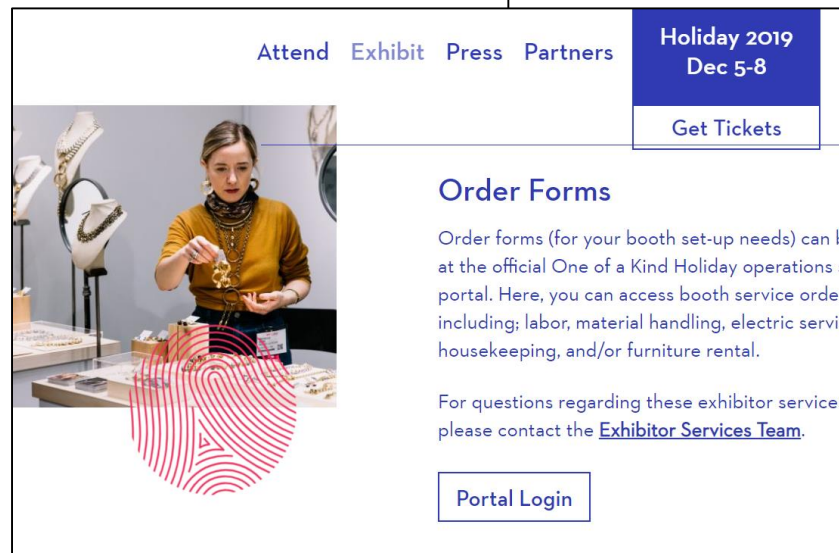 Attend Exhibit Press Partners
Holiday 2019
Dec 5-8
Get Tickets
Order Forms
Order forms (for your booth set-up needs) can
at the official One of a Kind Holiday operations
portal. Here, you can access booth service orde
including; labor, material handling, electric servi
housekeeping, and/or furniture rental.
For questions regarding these exhibitor service
please contact the Exhibitor Services Team.
Portal Login